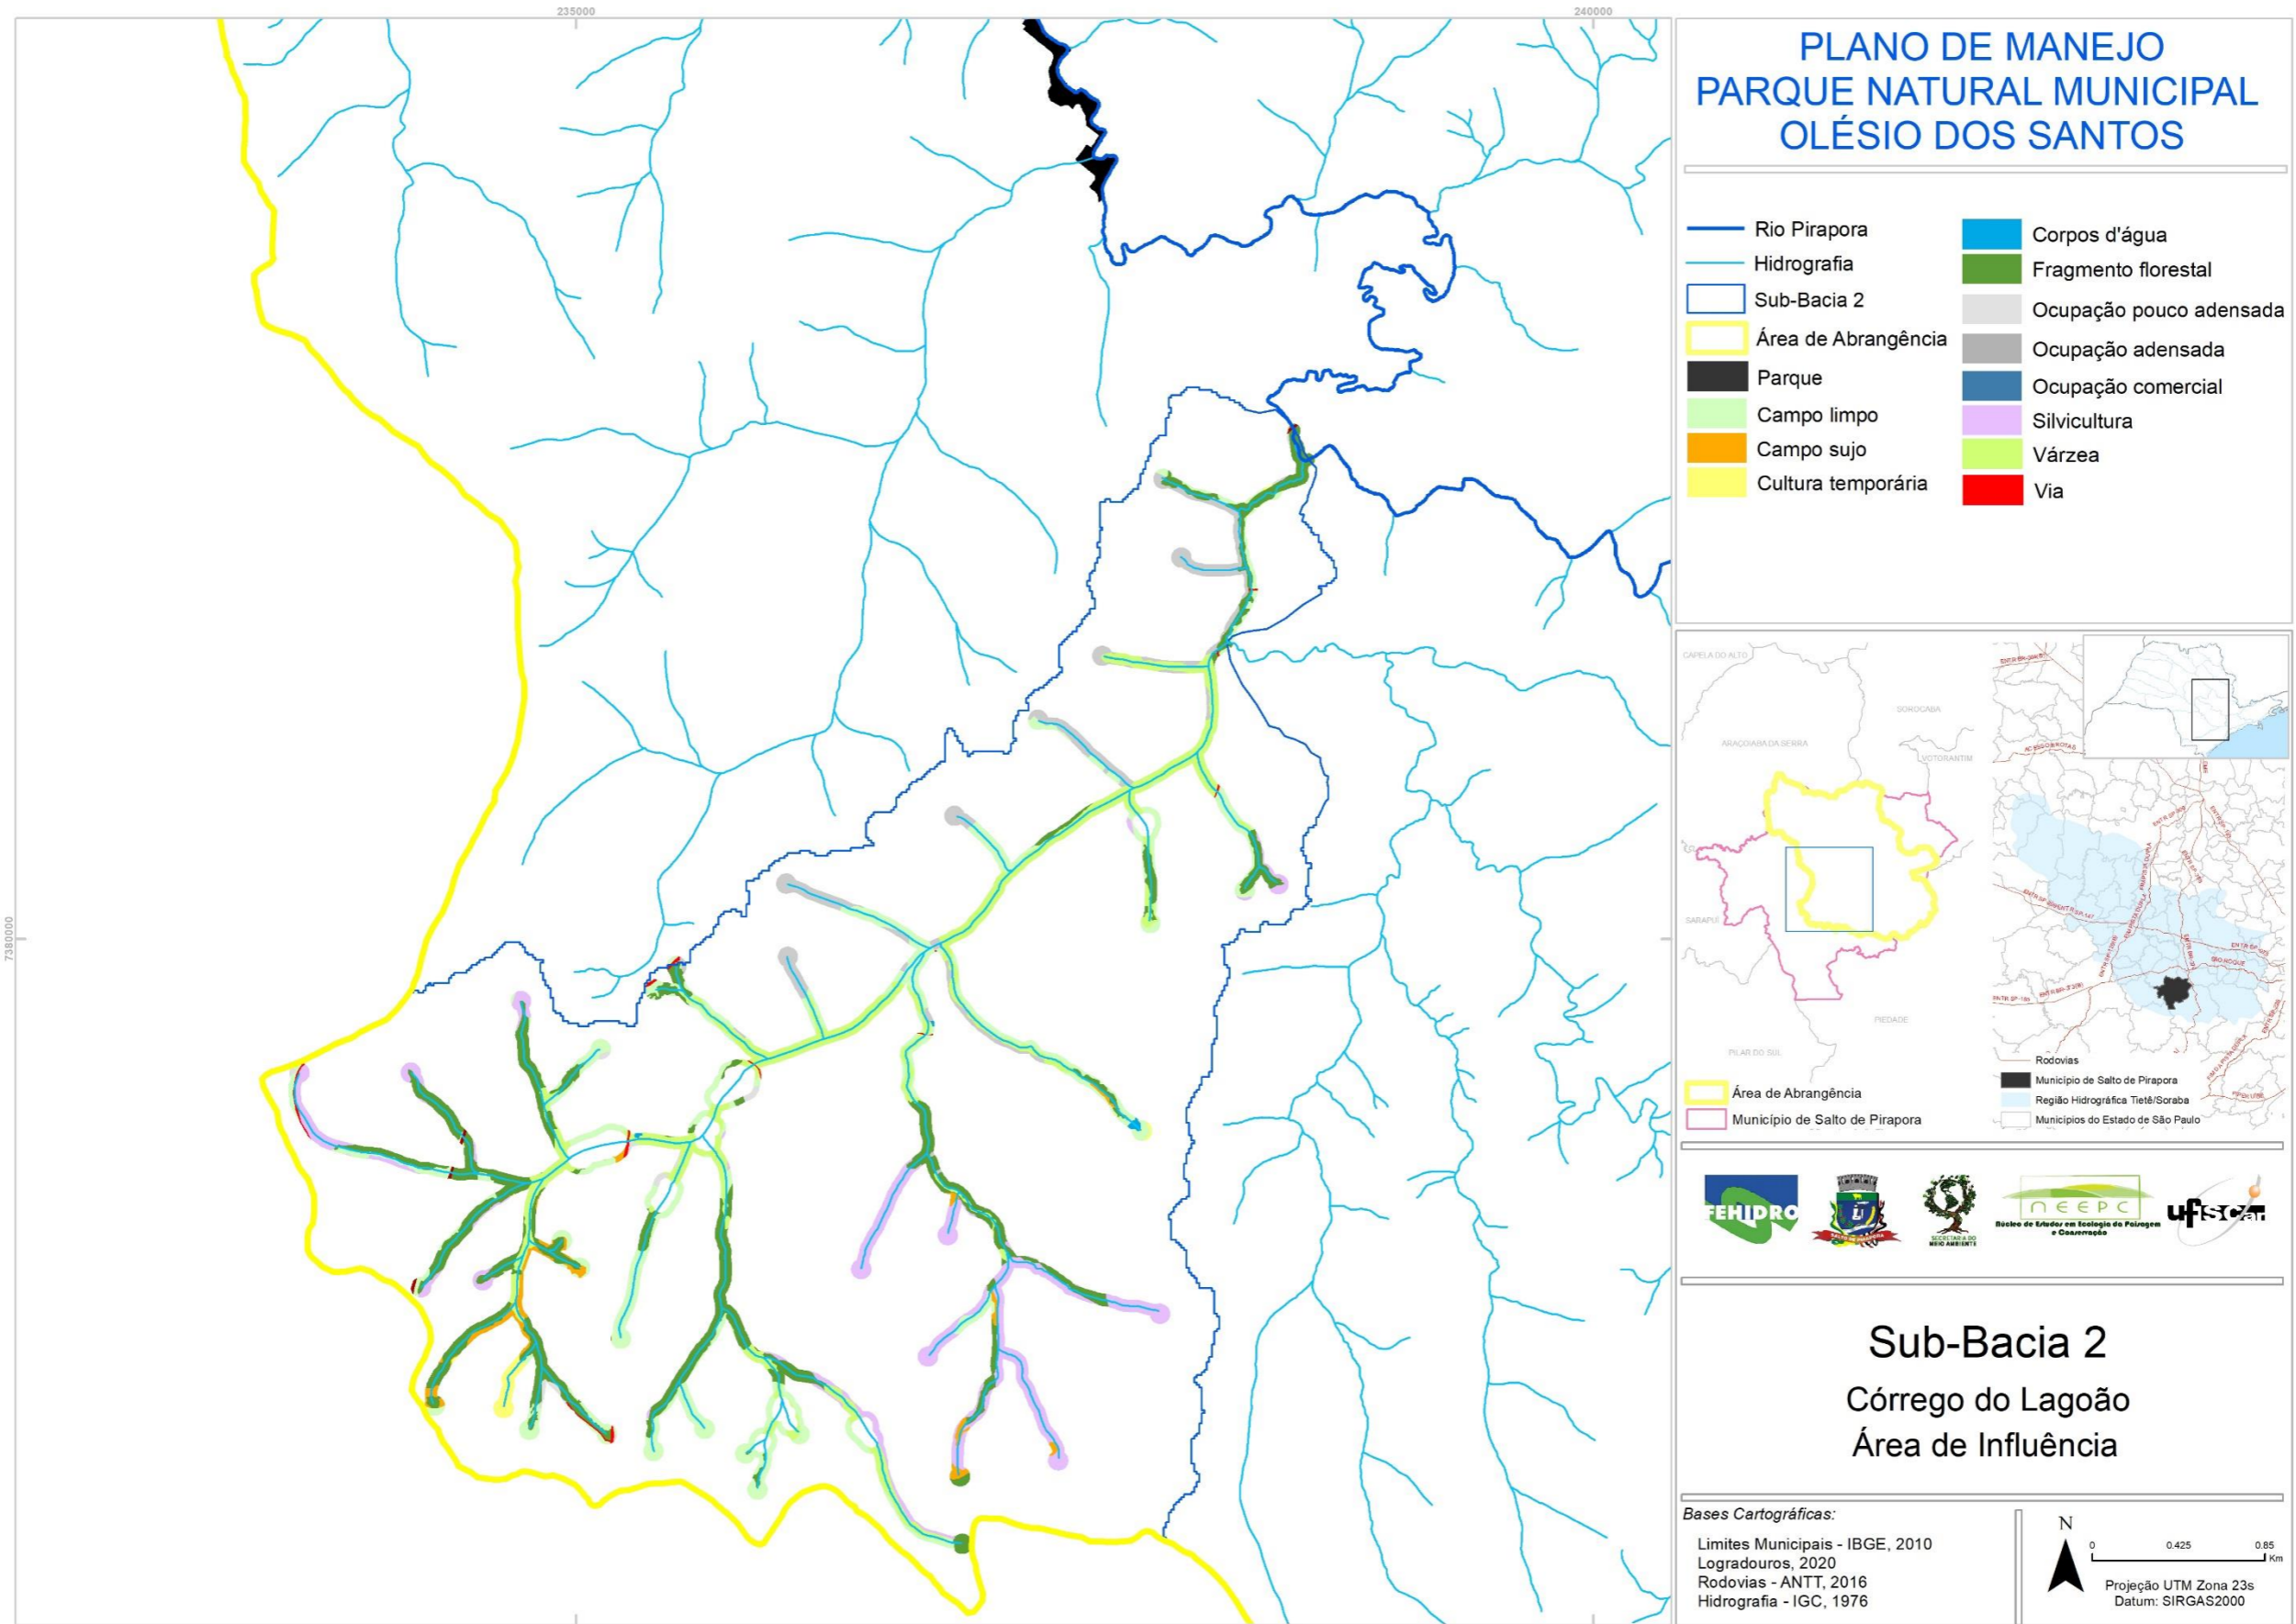 235000
240000
7380000
PLANO DE MANEJO
PARQUE NATURAL MUNICIPAL
OLÉSIO DOS SANTOS
Rio Pirapora
Hidrografia
Sub-Bacia 2
Área de Abrangência
Parque
Campo limpo
Campo sujo
Cultura temporária
Corpos d'água
Fragmento florestal
Ocupação pouco adensada
Ocupação adensada
Ocupação comercial
Silvicultura
Várzea
Via
CAPELA DO ALTO
SOROCABA
ARAÇOIABA DA SERRA
VOTORANTIM
SARAPUÍ
PIEDADE
PILAR DO SUL
Área de Abrangência
Município de Salto de Pirapora
Rodovias
Município de Salto de Pirapora
Região Hidrográfica Tietê/Soraba
Municípios do Estado de São Paulo
FEHIDRO
SECRETARIA DO
MEIO AMBIENTE
NEEPC
Núcleo de Estudos em Ecologia da Paisagem
e Conservação
ufscar
Sub-Bacia 2
Córrego do Lagoão
Área de Influência
Bases Cartográficas:
Limites Municipais - IBGE, 2010
Logradouros, 2020
Rodovias - ANTT, 2016
Hidrografia - IGC, 1976
N
0 0.425 0.85
Km
Projeção UTM Zona 23s
Datum: SIRGAS2000